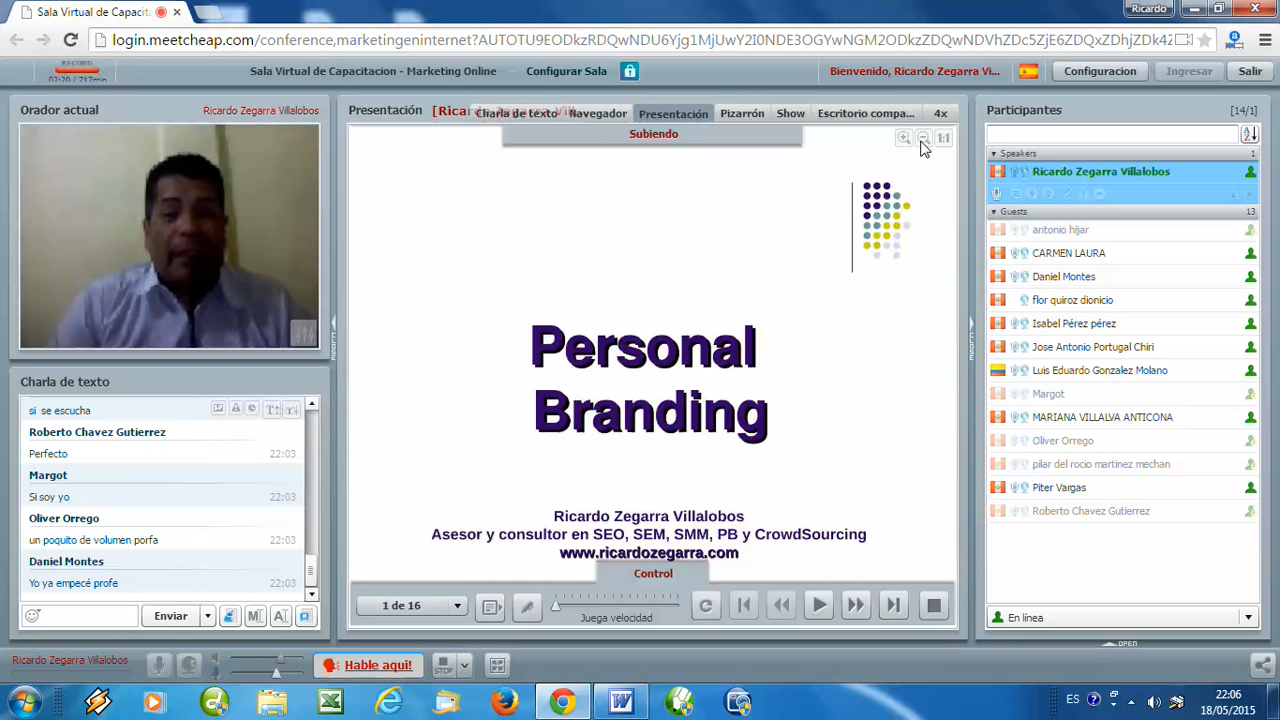 Sala Virtual de Capacita
Ricardo
login.meetcheap.com/conference,marketingeninternet?
RECORD
Sala Virtual de Capacitacion - Marketing Online
Configurar Sala
Bienvenido, Ricardo Zegarra Vi...
Configuracion
Ingresar
Salir
Orador actual
Ricardo Zegarra Villalobos
Charla de texto
si se escucha
Roberto Chavez Gutierrez
Perfecto 22:03
Margot
Si soy yo 22:03
Oliver Orrego
un poquito de volumen porfa 22:03
Daniel Montes
Yo ya empecé profe 22:03
Enviar
Presentación
Charla de texto
Navegador
Presentación
Pizarrón
Show
Escritorio compa...
4x
Subiendo
1:1
Personal
Branding
Ricardo Zegarra Villalobos
Asesor y consultor en SEO, SEM, SMM, PB y CrowdSourcing
www.ricardozegarra.com
Control
1 de 16
Juega velocidad
Participantes [14/1]
Speakers 1
Ricardo Zegarra Villalobos
Guests 13
antonio hijar
CARMEN LAURA
Daniel Montes
flor quiroz dionicio
Isabel Pérez pérez
Jose Antonio Portugal Chiri
Luis Eduardo Gonzalez Molano
Margot
MARIANA VILLALVA ANTICONA
Oliver Orrego
pilar del rocio martinez mechan
Piter Vargas
Roberto Chavez Gutierrez
En línea
OPEN
Ricardo Zegarra Villalobos
Hable aqui!
STOP
ES
22:06
18/05/2015